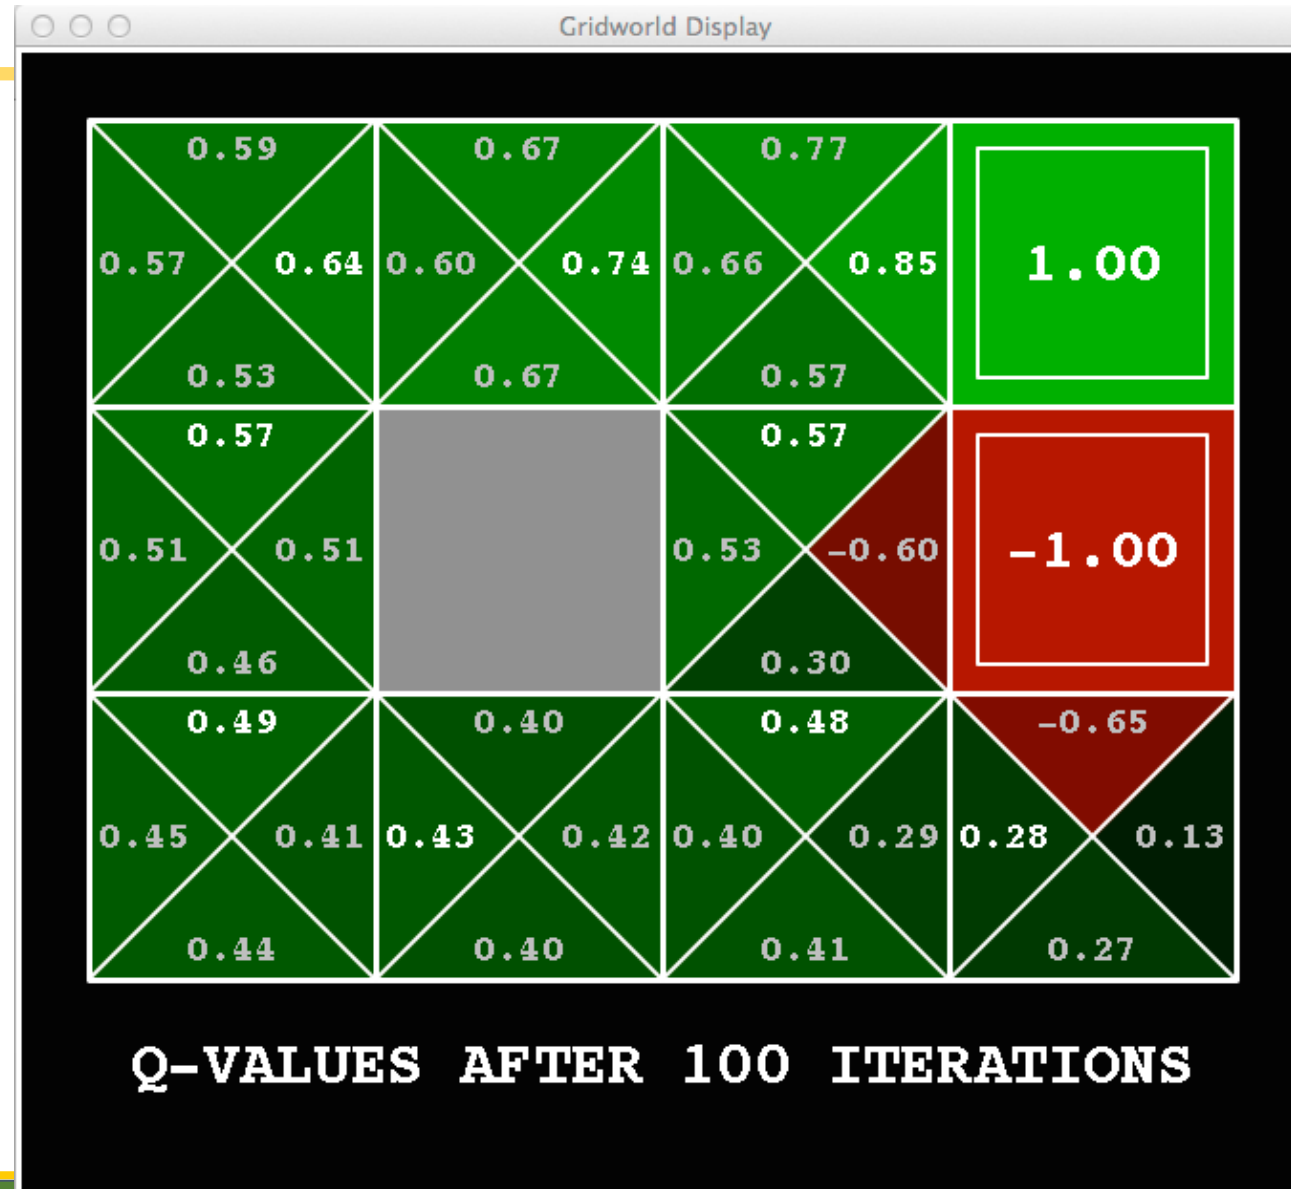 Gridworld Display
0.59 0.67 0.77
0.57 0.64 0.60 0.74 0.66 0.85 1.00
0.53 0.67 0.57
0.57 0.57
0.51 0.51 0.53 -0.60 -1.00
0.46 0.30
0.49 0.40 0.48 -0.65
0.45 0.41 0.43 0.42 0.40 0.29 0.28 0.13
0.44 0.40 0.41 0.27
Q-VALUES AFTER 100 ITERATIONS